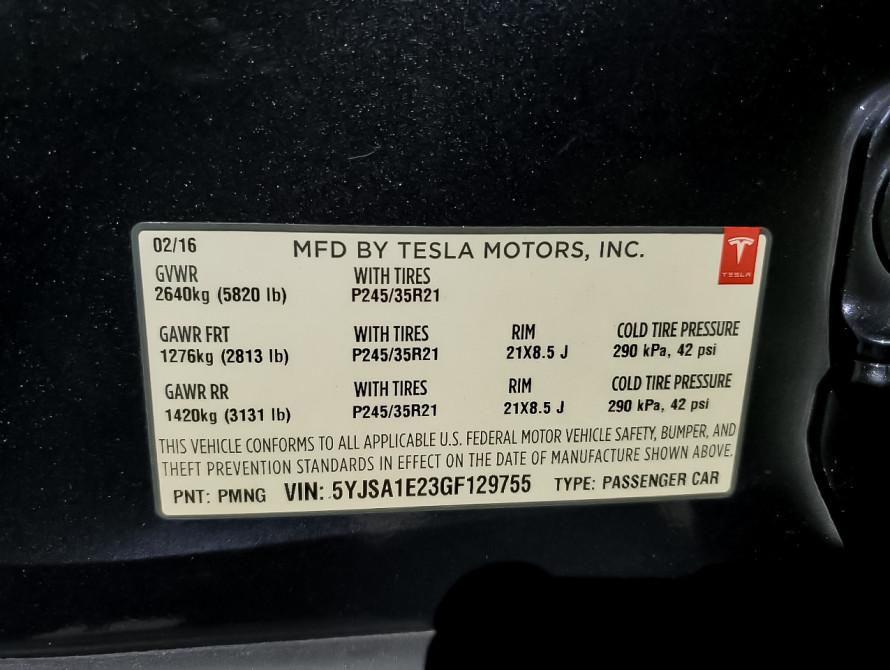 02/16 MFD BY TESLA MOTORS, INC.
TESLA
GVWR WITH TIRES
2640kg (5820 lb) P245/35R21
GAWR FRT WITH TIRES RIM COLD TIRE PRESSURE
1276kg (2813 lb) P245/35R21 21X8.5 J 290 kPa, 42 psi
GAWR RR WITH TIRES RIM COLD TIRE PRESSURE
1420kg (3131 lb) P245/35R21 21X8.5 J 290 kPa, 42 psi
THIS VEHICLE CONFORMS TO ALL APPLICABLE U.S. FEDERAL MOTOR VEHICLE SAFETY, BUMPER, AND
THEFT PREVENTION STANDARDS IN EFFECT ON THE DATE OF MANUFACTURE SHOWN ABOVE.
PNT: PMNG VIN: 5YJSA1E23GF129755 TYPE: PASSENGER CAR